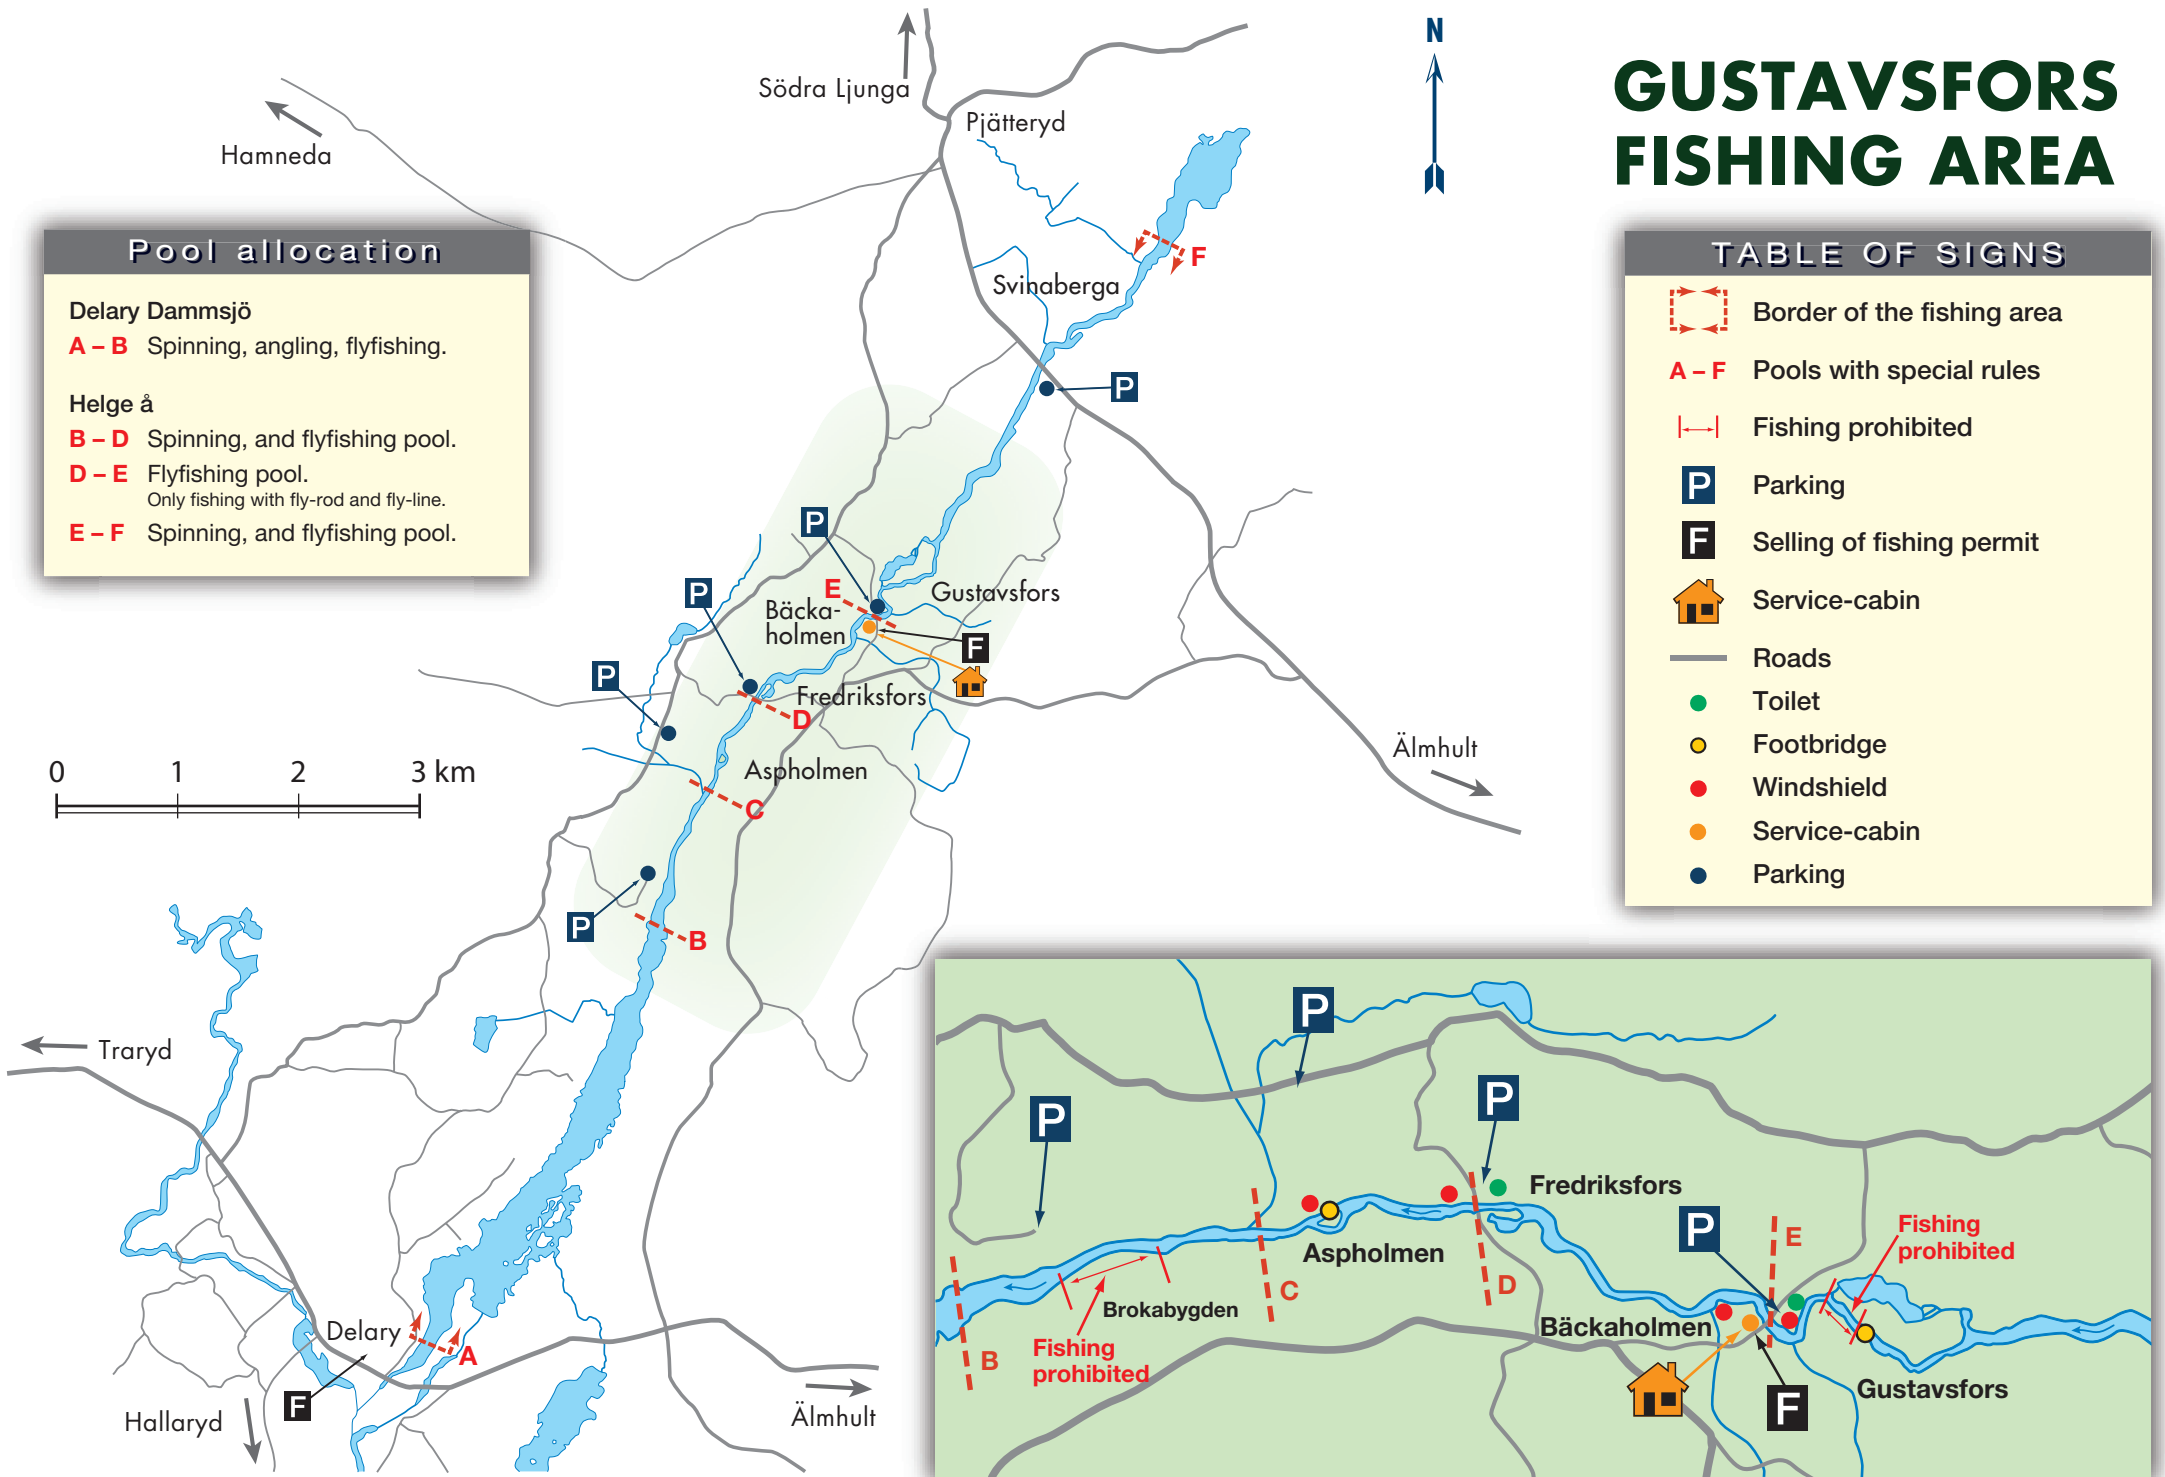 GUSTAVSFORS
FISHING AREA
N
Södra Ljunga
Pjätteryd
Hamneda
Svinaberga
F
P
Pool allocation
Delary Dammsjö
A – B Spinning, angling, flyfishing.
Helge å
B – D Spinning, and flyfishing pool.
D – E Flyfishing pool.
Only fishing with fly-rod and fly-line.
E – F Spinning, and flyfishing pool.
TABLE OF SIGNS
Border of the fishing area
A – F Pools with special rules
Fishing prohibited
P Parking
F Selling of fishing permit
Service-cabin
Roads
Toilet
Footbridge
Windshield
Service-cabin
Parking
P
P
E
Gustavsfors
Bäcka-
holmen
F
P
Fredriksfors
D
Aspholmen
C
Älmhult
0 1 2 3 km
P
B
Traryd
Delary
A
F
Hallaryd
Älmhult
P
P
P
Fredriksfors
P
E
Fishing
prohibited
Aspholmen
C
D
Brokabygden
Bäckaholmen
Fishing
prohibited
B
F
Gustavsfors